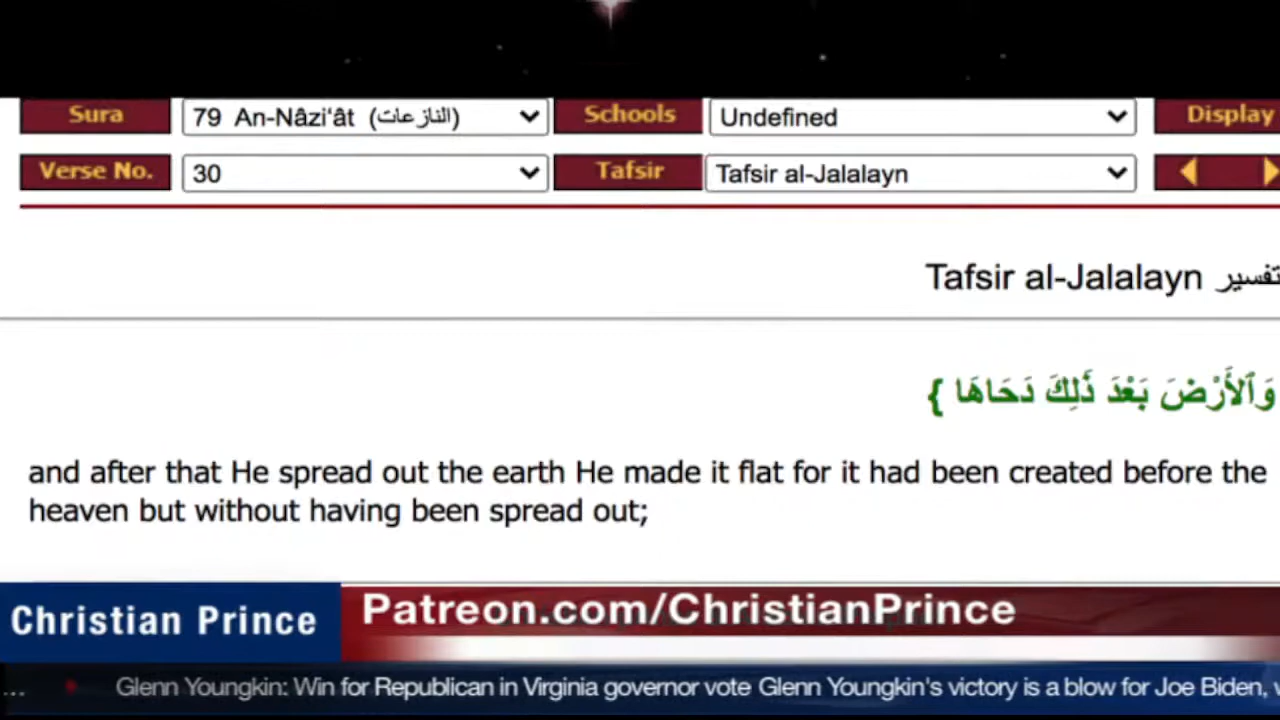 Sura 79 An-Nâzi‘ât (النازعات) Schools Undefined Display
Verse No. 30 Tafsir Tafsir al-Jalalayn
Tafsir al-Jalalayn تفسير
وَٱلأَرْضَ بَعْدَ ذَلِكَ دَحَاهَا }
and after that He spread out the earth He made it flat for it had been created before the
heaven but without having been spread out;
Christian Prince Patreon.com/ChristianPrince
... Glenn Youngkin: Win for Republican in Virginia governor vote Glenn Youngkin's victory is a blow for Joe Biden,